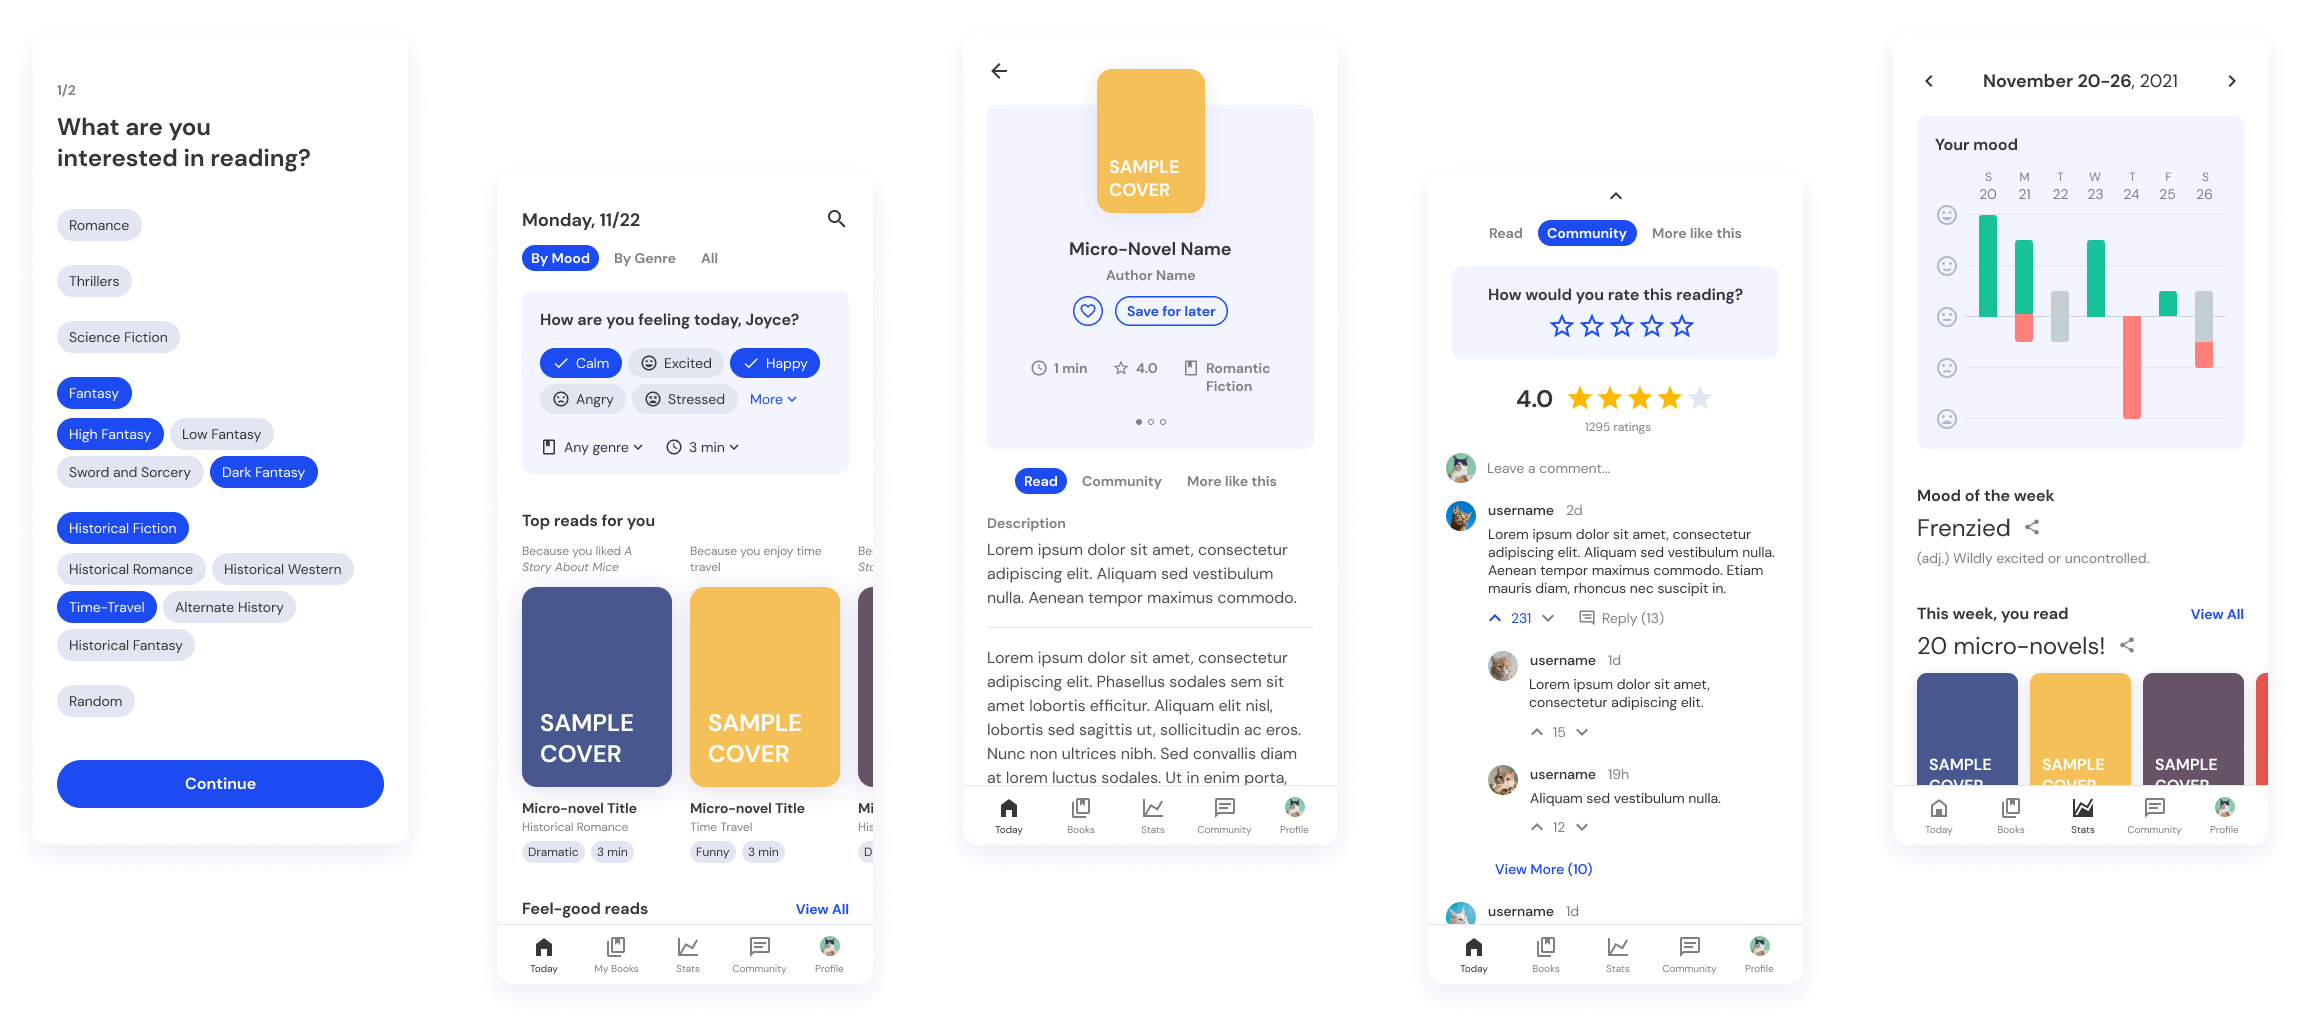 1/2
What are you
interested in reading?
Romance
Thrillers
Science Fiction
Fantasy
High Fantasy Low Fantasy
Sword and Sorcery Dark Fantasy
Historical Fiction
Historical Romance Historical Western
Time-Travel Alternate History
Historical Fantasy
Random
Continue
Monday, 11/22
By Mood By Genre All
How are you feeling today, Joyce?
Calm Excited Happy
Angry Stressed More
Any genre 3 min
Top reads for you
Because you liked A
Story About Mice
Because you enjoy time
travel
Be
Sto
SAMPLE
COVER
SAMPLE
COVER
Micro-novel Title
Historical Romance
Dramatic 3 min
Micro-novel Title
Time Travel
Funny 3 min
Mi
His
D
Feel-good reads View All
Today My Books Stats Community Profile
SAMPLE
COVER
Micro-Novel Name
Author Name
Save for later
1 min 4.0 Romantic
Fiction
Read Community More like this
Description
Lorem ipsum dolor sit amet, consectetur
adipiscing elit. Aliquam sed vestibulum
nulla. Aenean tempor maximus commodo.
Lorem ipsum dolor sit amet, consectetur
adipiscing elit. Phasellus sodales sem sit
amet lobortis efficitur. Aliquam elit nisl,
lobortis sed sagittis ut, sollicitudin ac eros.
Nunc non ultrices nibh. Sed convallis diam
at lorem luctus sodales. Ut in enim porta,
Today Books Stats Community Profile
Read Community More like this
How would you rate this reading?
4.0
1295 ratings
Leave a comment...
username 2d
Lorem ipsum dolor sit amet, consectetur
adipiscing elit. Aliquam sed vestibulum nulla.
Aenean tempor maximus commodo. Etiam
mauris diam, rhoncus nec suscipit in.
231 Reply (13)
username 1d
Lorem ipsum dolor sit amet,
consectetur adipiscing elit.
15
username 19h
Aliquam sed vestibulum nulla.
12
View More (10)
username 1d
Today Books Stats Community Profile
November 20-26, 2021
Your mood
S M T W T F S
20 21 22 23 24 25 26
Mood of the week
Frenzied
(adj.) Wildly excited or uncontrolled.
This week, you read View All
20 micro-novels!
SAMPLE
COVER
SAMPLE
COVER
SAMPLE
COVER
Today Books Stats Community Profile